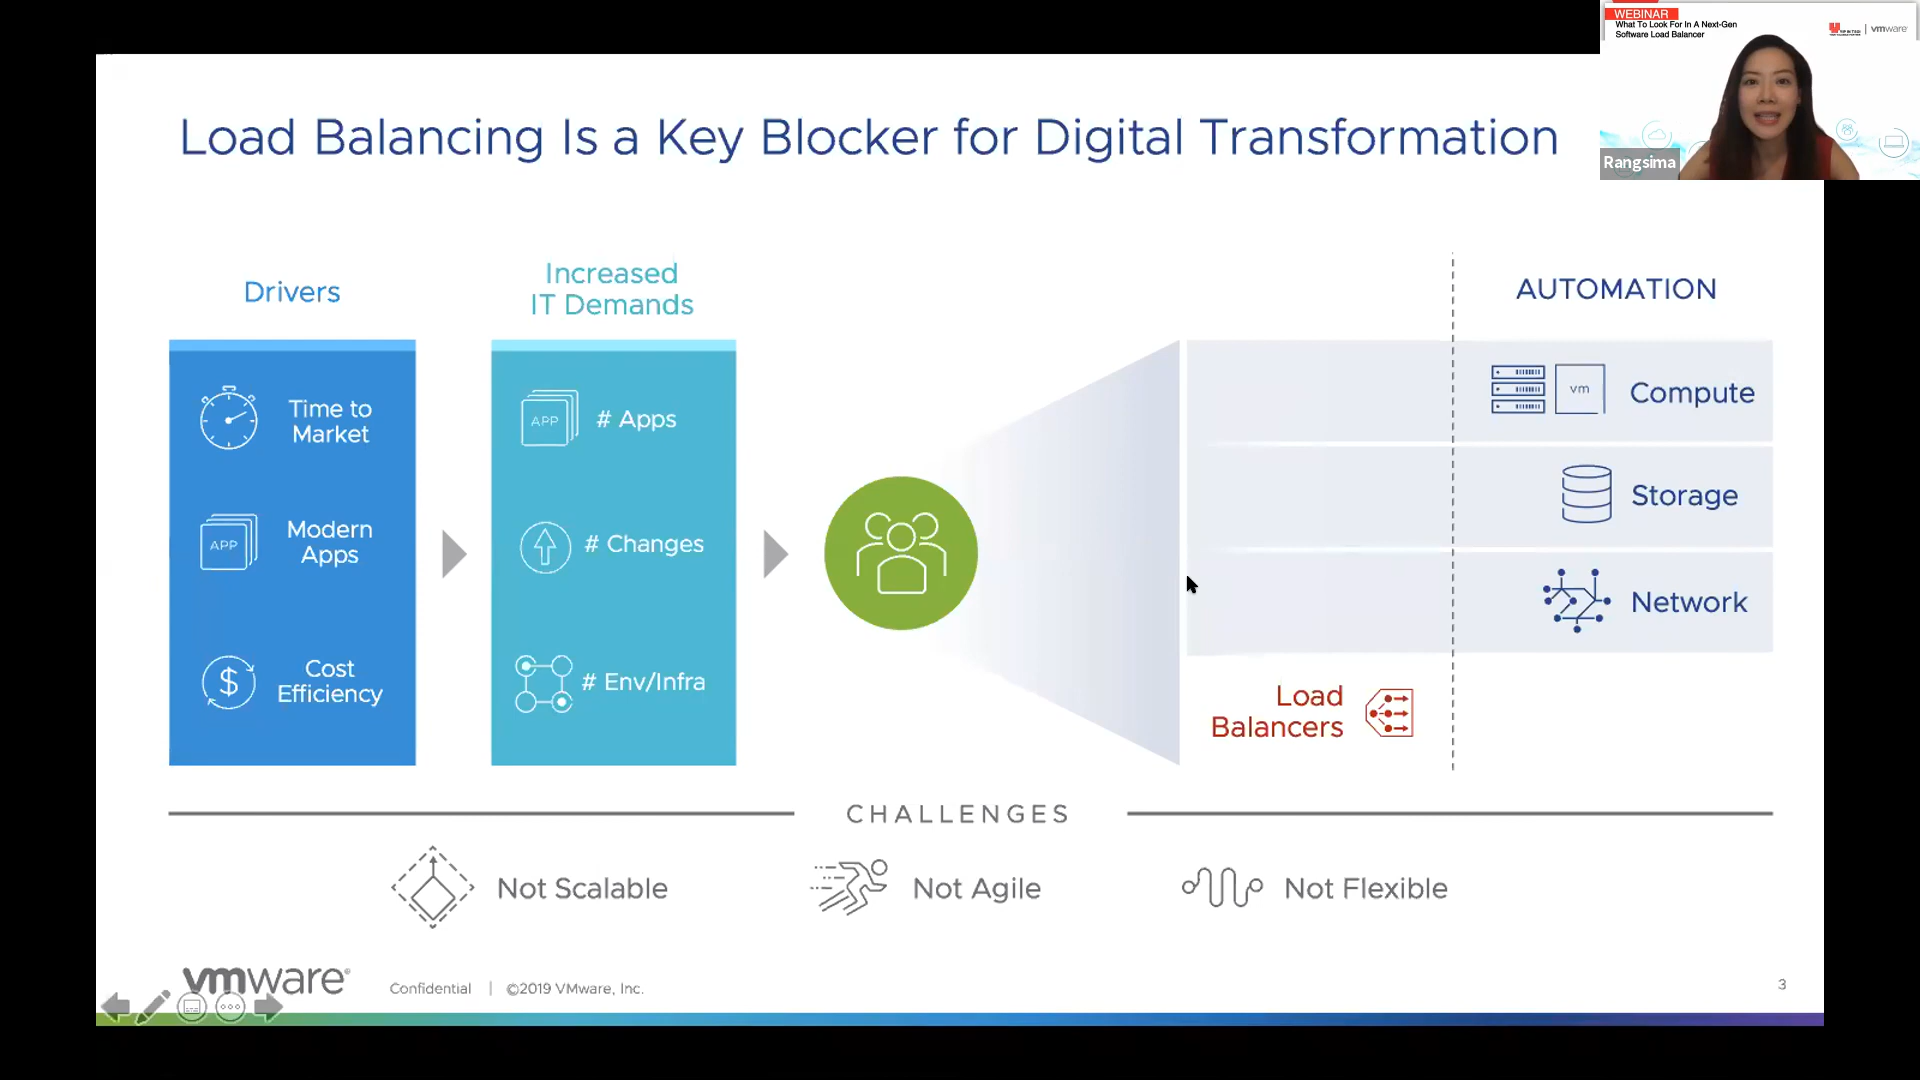 WEBINAR
What To Look For In A Next-Gen
Software Load Balancer
vmware
Rangsima
Load Balancing Is a Key Blocker for Digital Transformation
Drivers
Increased
IT Demands
AUTOMATION
Time to
Market
Modern
Apps
APP
Cost
Efficiency
$
APP
# Apps
# Changes
# Env/Infra
vm
Compute
Storage
Network
Load
Balancers
CHALLENGES
Not Scalable
Not Agile
Not Flexible
vmware®
Confidential | ©2019 VMware, Inc.
3